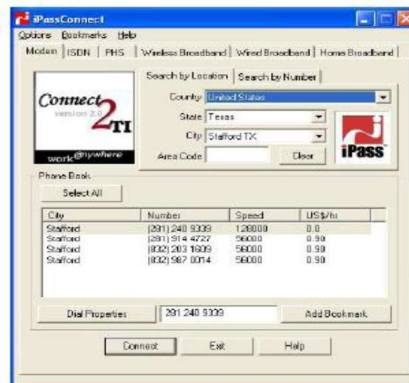 iPassConnect
Options Bookmarks Help
Modem ISDN PHS Wireless Broadband Wired Broadband Home Broadband
Search by Location Search by Number
Connect 2 TI
version 2.0
work @nywhere
Country United States
State Texas
City Stafford TX
Area Code Clear
iPass
Phone Book
Select All
City Number Speed US$/hr
Stafford (281) 240 9339 128000 0.0
Stafford (281) 914 4727 56000 0.90
Stafford (832) 203 1609 56000 0.90
Stafford (832) 987 0014 56000 0.90
Dial Properties 281 240 9339 Add Bookmark
Connect Exit Help